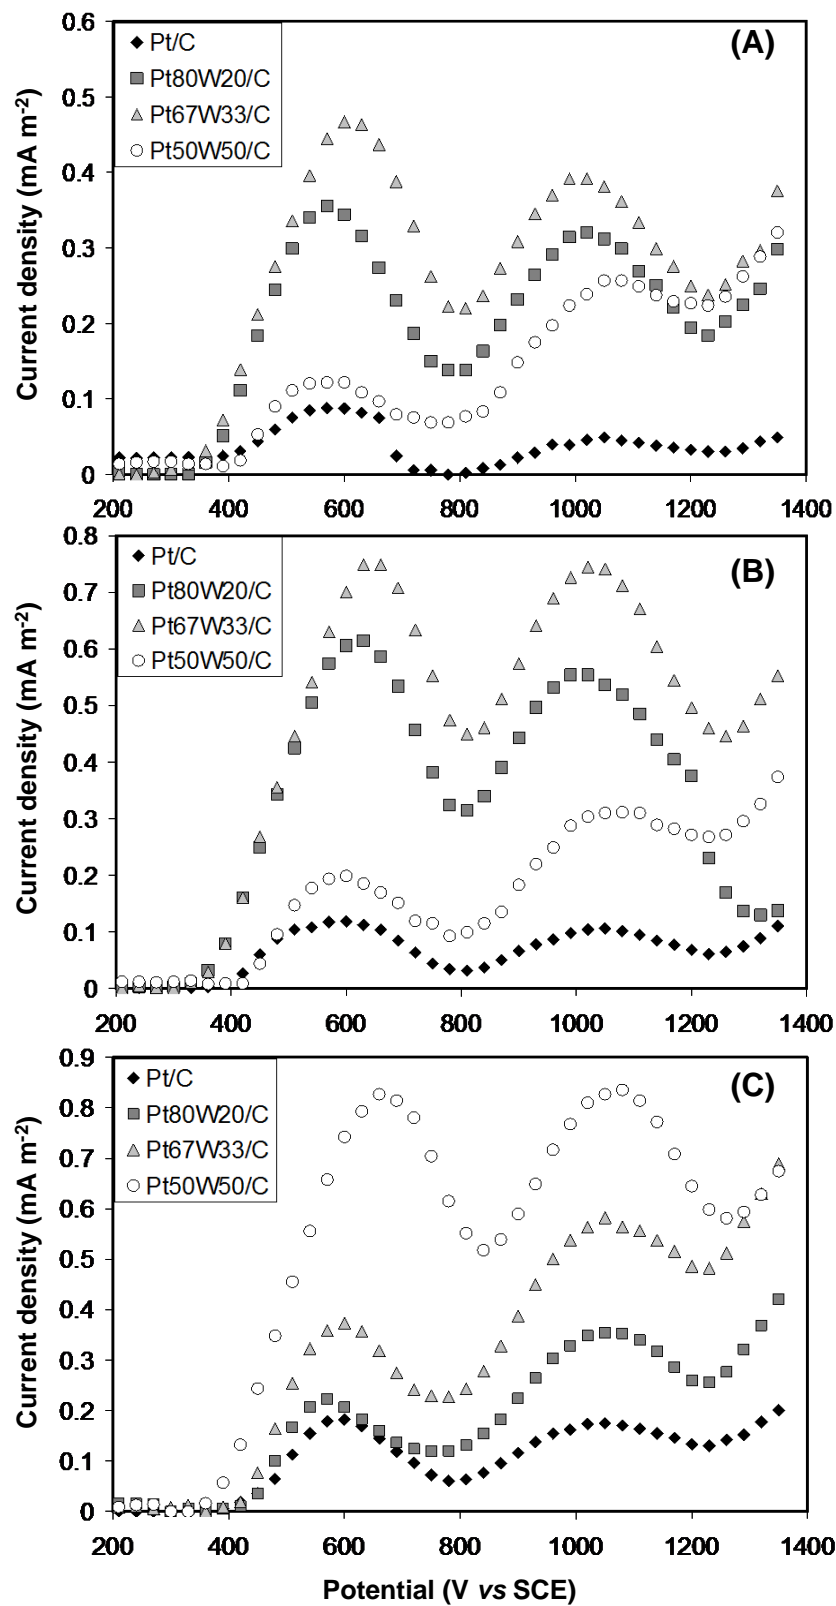 (A)
Pt/C
Pt80W20/C
Pt67W33/C
Pt50W50/C
Current density (mA m-2)
0.6
0.5
0.4
0.3
0.2
0.1
0
200 400 600 800 1000 1200 1400
(B)
Pt/C
Pt80W20/C
Pt67W33/C
Pt50W50/C
Current density (mA m-2)
0.8
0.7
0.6
0.5
0.4
0.3
0.2
0.1
0
200 400 600 800 1000 1200 1400
(C)
Pt/C
Pt80W20/C
Pt67W33/C
Pt50W50/C
Current density (mA m-2)
0.9
0.8
0.7
0.6
0.5
0.4
0.3
0.2
0.1
0
200 400 600 800 1000 1200 1400
Potential (V vs SCE)